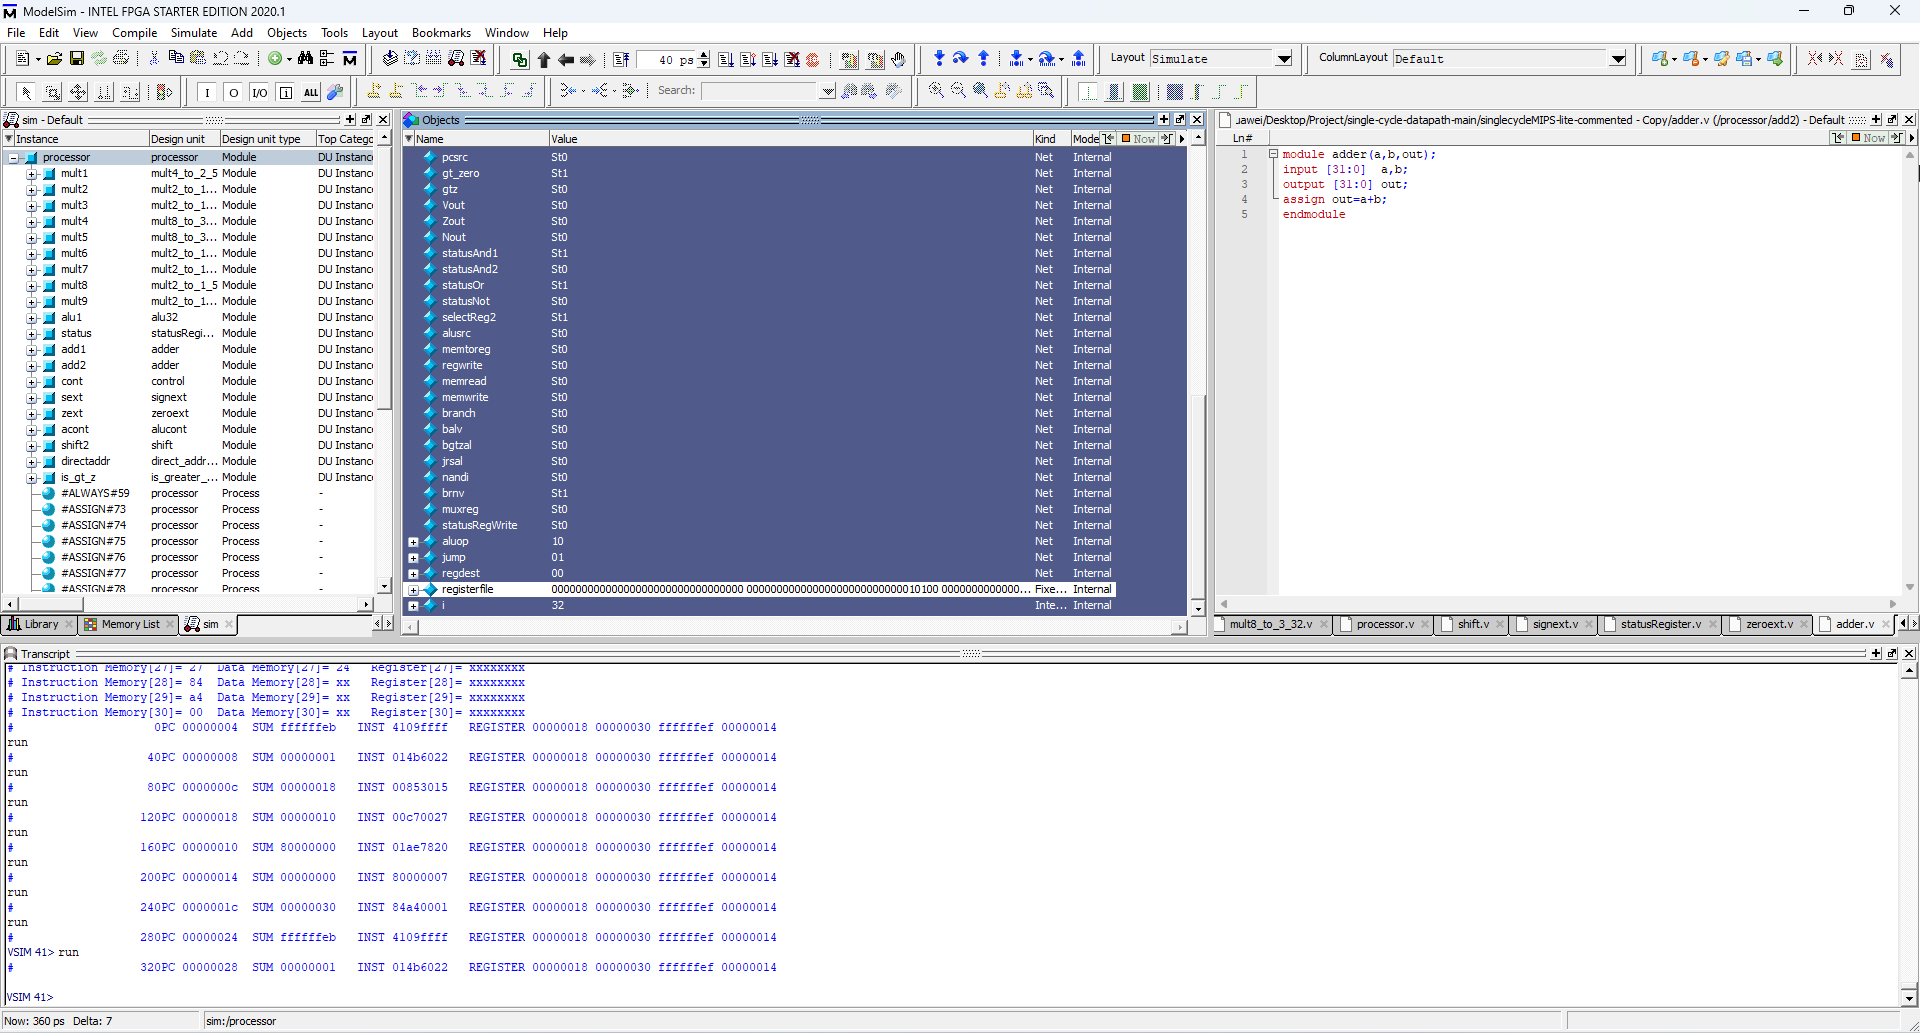 ModelSim - INTEL FPGA STARTER EDITION 2020.1
File Edit View Compile Simulate Add Objects Tools Layout Bookmarks Window Help
40 ps
Layout Simulate
ColumnLayout Default
Search:
sim - Default
Instance Design unit Design unit type Top Catego
processor processor Module DU Instanc
mult1 mult4_to_2_5 Module DU Instanc
mult2 mult2_to_1... Module DU Instanc
mult3 mult2_to_1... Module DU Instanc
mult4 mult8_to_3... Module DU Instanc
mult5 mult8_to_3... Module DU Instanc
mult6 mult2_to_1... Module DU Instanc
mult7 mult2_to_1... Module DU Instanc
mult8 mult2_to_1_5 Module DU Instanc
mult9 mult2_to_1... Module DU Instanc
alu1 alu32 Module DU Instanc
status statusRegi... Module DU Instanc
add1 adder Module DU Instanc
add2 adder Module DU Instanc
cont control Module DU Instanc
sext signext Module DU Instanc
zext zeroext Module DU Instanc
acont alucont Module DU Instanc
shift2 shift Module DU Instanc
directaddr direct_addr... Module DU Instanc
is_gt_z is_greater_... Module DU Instanc
#ALWAYS#59 processor Process -
#ASSIGN#73 processor Process -
#ASSIGN#74 processor Process -
#ASSIGN#75 processor Process -
#ASSIGN#76 processor Process -
#ASSIGN#77 processor Process -
#ASSIGN#78 processor Process -
Library Memory List sim
Objects
Name Value Kind Mode Now
pcsrc St0 Net Internal
gt_zero St1 Net Internal
gtz St0 Net Internal
Vout St0 Net Internal
Zout St0 Net Internal
Nout St0 Net Internal
statusAnd1 St1 Net Internal
statusAnd2 St0 Net Internal
statusOr St1 Net Internal
statusNot St0 Net Internal
selectReg2 St1 Net Internal
alusrc St0 Net Internal
memtoreg St0 Net Internal
regwrite St0 Net Internal
memread St0 Net Internal
memwrite St0 Net Internal
branch St0 Net Internal
balv St0 Net Internal
bgtzal St0 Net Internal
jrsal St0 Net Internal
nandi St0 Net Internal
brnv St1 Net Internal
muxreg St0 Net Internal
statusRegWrite St0 Net Internal
aluop 10 Net Internal
jump 01 Net Internal
regdest 00 Net Internal
registerfile 00000000000000000000000000000000 00000000000000000000000000010100 0000000000000... Fixe... Internal
i 32 Inte... Internal
uawei/Desktop/Project/single-cycle-datapath-main/singlecycleMIPS-lite-commented - Copy/adder.v (/processor/add2) - Default
Ln# Now
1 module adder(a,b,out);
2 input [31:0] a,b;
3 output [31:0] out;
4 assign out=a+b;
5 endmodule
mult8_to_3_32.v processor.v shift.v signext.v statusRegister.v zeroext.v adder.v
Transcript
# Instruction Memory[27]= 27 Data Memory[27]= 24 Register[27]= xxxxxxxx
# Instruction Memory[28]= 84 Data Memory[28]= xx Register[28]= xxxxxxxx
# Instruction Memory[29]= a4 Data Memory[29]= xx Register[29]= xxxxxxxx
# Instruction Memory[30]= 00 Data Memory[30]= xx Register[30]= xxxxxxxx
# 0PC 00000004 SUM ffffffeb INST 4109ffff REGISTER 00000018 00000030 ffffffef 00000014
run
# 40PC 00000008 SUM 00000001 INST 014b6022 REGISTER 00000018 00000030 ffffffef 00000014
run
# 80PC 0000000c SUM 00000018 INST 00853015 REGISTER 00000018 00000030 ffffffef 00000014
run
# 120PC 00000018 SUM 00000010 INST 00c70027 REGISTER 00000018 00000030 ffffffef 00000014
run
# 160PC 00000010 SUM 80000000 INST 01ae7820 REGISTER 00000018 00000030 ffffffef 00000014
run
# 200PC 00000014 SUM 00000000 INST 80000007 REGISTER 00000018 00000030 ffffffef 00000014
run
# 240PC 0000001c SUM 00000030 INST 84a40001 REGISTER 00000018 00000030 ffffffef 00000014
run
# 280PC 00000024 SUM ffffffeb INST 4109ffff REGISTER 00000018 00000030 ffffffef 00000014
VSIM 41> run
# 320PC 00000028 SUM 00000001 INST 014b6022 REGISTER 00000018 00000030 ffffffef 00000014
VSIM 41>
Now: 360 ps Delta: 7 sim:/processor